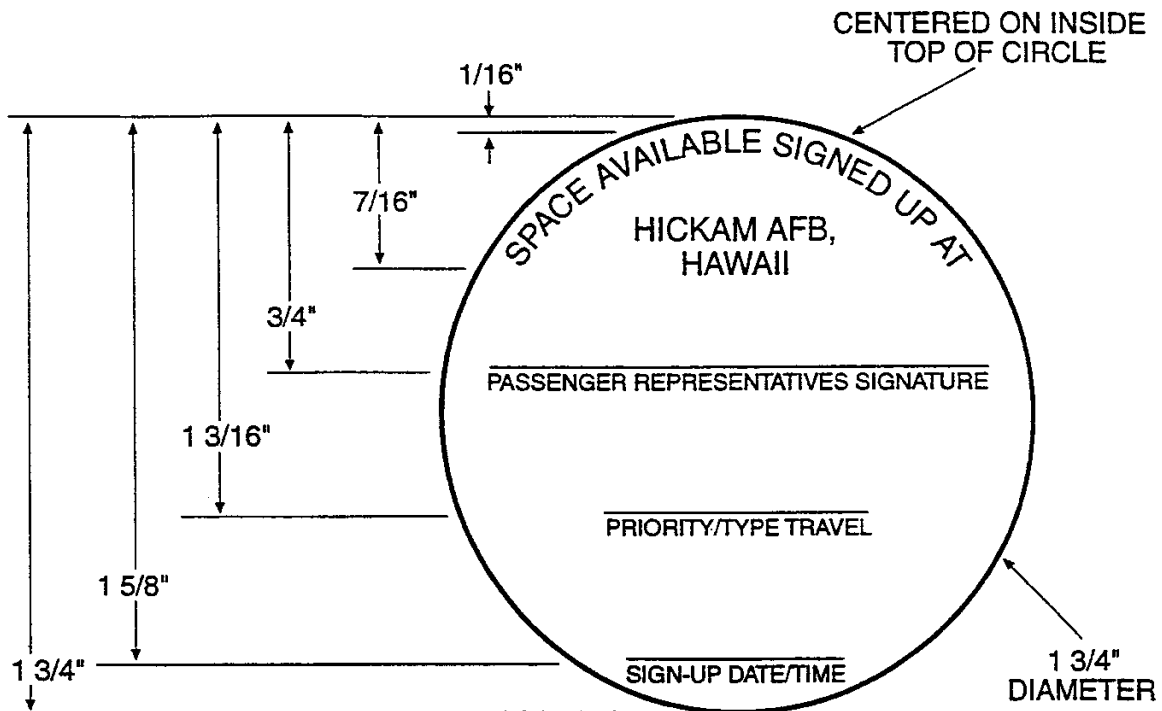 CENTERED ON INSIDE
TOP OF CIRCLE
1/16"
SPACE AVAILABLE SIGNED UP AT
7/16"
HICKAM AFB,
HAWAII
3/4"
PASSENGER REPRESENTATIVES SIGNATURE
1 3/16"
PRIORITY/TYPE TRAVEL
1 5/8"
1 3/4"
SIGN-UP DATE/TIME
1 3/4"
DIAMETER